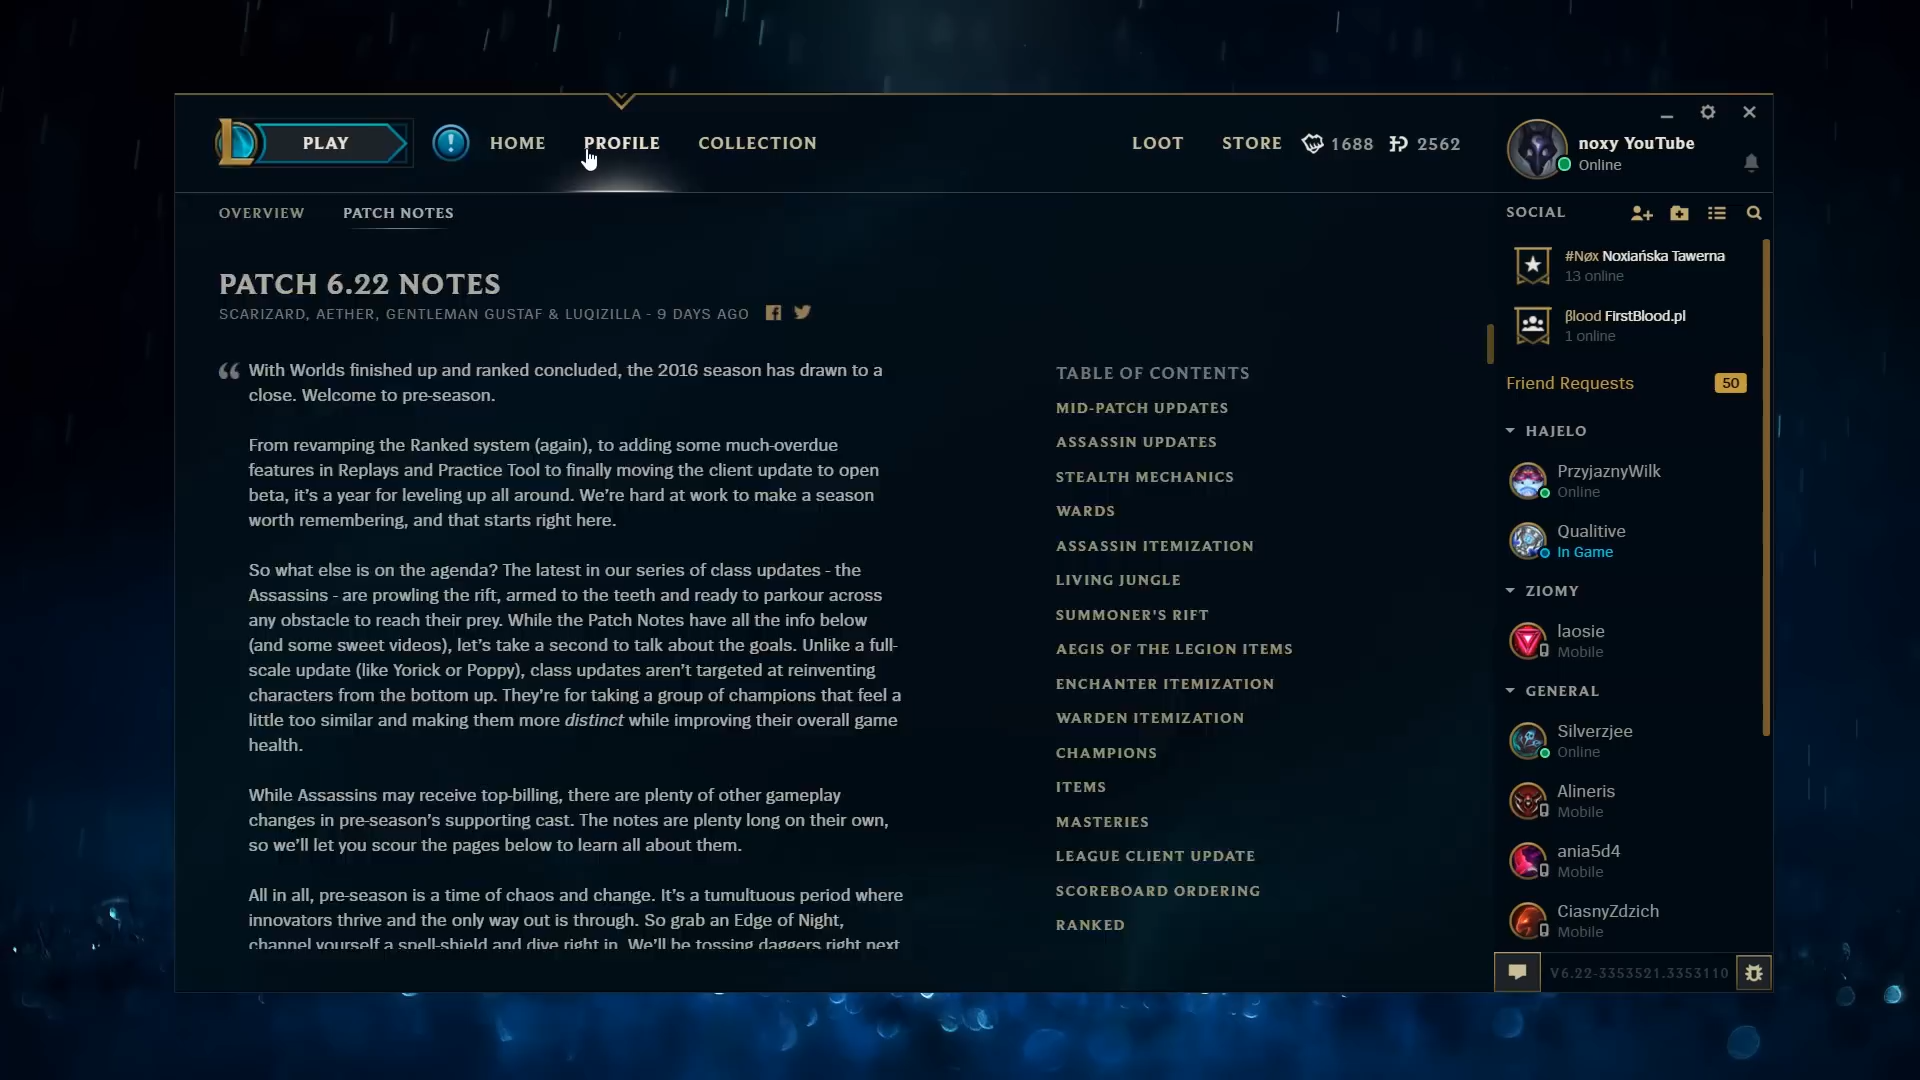 PLAY
HOME
PROFILE
COLLECTION
LOOT
STORE
1688
2562
noxy YouTube
Online
OVERVIEW
PATCH NOTES
PATCH 6.22 NOTES
SCARIZARD, AETHER, GENTLEMAN GUSTAF & LUQIZILLA - 9 DAYS AGO
“ With Worlds finished up and ranked concluded, the 2016 season has drawn to a
close. Welcome to pre-season.
From revamping the Ranked system (again), to adding some much-overdue
features in Replays and Practice Tool to finally moving the client update to open
beta, it's a year for leveling up all around. We're hard at work to make a season
worth remembering, and that starts right here.
So what else is on the agenda? The latest in our series of class updates - the
Assassins - are prowling the rift, armed to the teeth and ready to parkour across
any obstacle to reach their prey. While the Patch Notes have all the info below
(and some sweet videos), let's take a second to talk about the goals. Unlike a full-
scale update (like Yorick or Poppy), class updates aren't targeted at reinventing
characters from the bottom up. They're for taking a group of champions that feel a
little too similar and making them more distinct while improving their overall game
health.
While Assassins may receive top-billing, there are plenty of other gameplay
changes in pre-season's supporting cast. The notes are plenty long on their own,
so we'll let you scour the pages below to learn all about them.
All in all, pre-season is a time of chaos and change. It's a tumultuous period where
innovators thrive and the only way out is through. So grab an Edge of Night,
channel yourself a spell-shield and dive right in. We'll be tossing daggers right next
TABLE OF CONTENTS
MID-PATCH UPDATES
ASSASSIN UPDATES
STEALTH MECHANICS
WARDS
ASSASSIN ITEMIZATION
LIVING JUNGLE
SUMMONER'S RIFT
AEGIS OF THE LEGION ITEMS
ENCHANTER ITEMIZATION
WARDEN ITEMIZATION
CHAMPIONS
ITEMS
MASTERIES
LEAGUE CLIENT UPDATE
SCOREBOARD ORDERING
RANKED
SOCIAL
#Nøx Noxiańska Tawerna
13 online
βlood FirstBlood.pl
1 online
Friend Requests
50
HAJELO
PrzyjaznyWilk
Online
Qualitive
In Game
ZIOMY
laosie
Mobile
GENERAL
Silverzjee
Online
Alineris
Mobile
ania5d4
Mobile
CiasnyZdzich
Mobile
V6.22-3353521.3353110